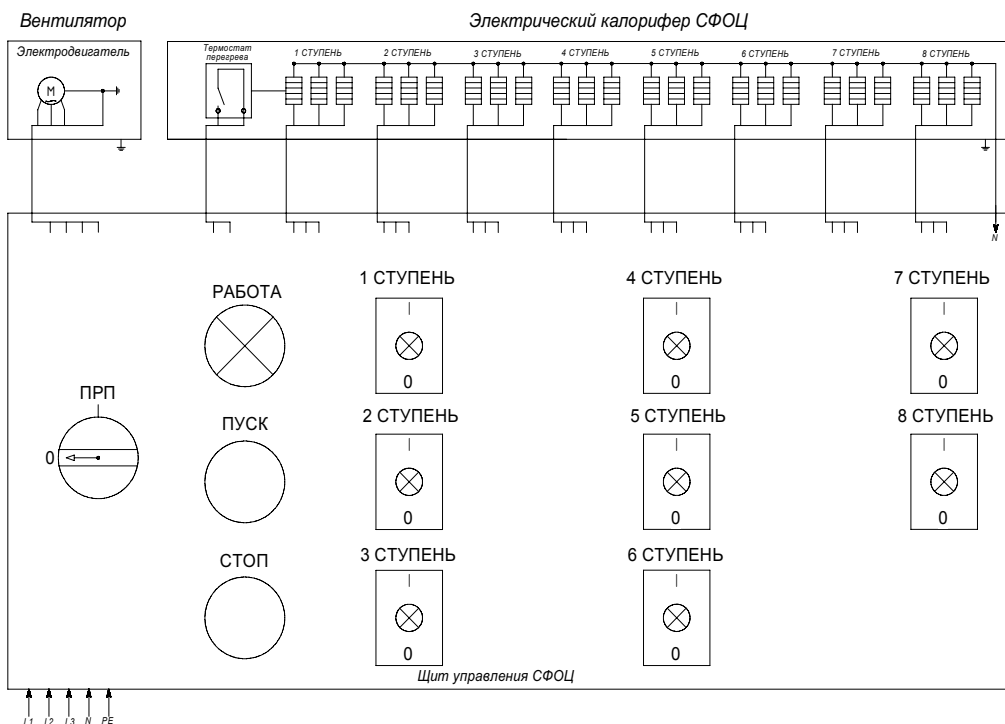 Вентилятор
Электрический калорифер СФОЦ
Электродвигатель
Термостат
перегрева
1 СТУПЕНЬ
2 СТУПЕНЬ
3 СТУПЕНЬ
4 СТУПЕНЬ
5 СТУПЕНЬ
6 СТУПЕНЬ
7 СТУПЕНЬ
8 СТУПЕНЬ
М
N
РАБОТА
1 СТУПЕНЬ
4 СТУПЕНЬ
7 СТУПЕНЬ
0
0
0
ПРП
0
ПУСК
2 СТУПЕНЬ
5 СТУПЕНЬ
8 СТУПЕНЬ
0
0
0
СТОП
3 СТУПЕНЬ
6 СТУПЕНЬ
0
0
Щит управления СФОЦ
L1 L2 L3 N PE